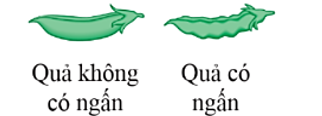 Quả không
có ngấn
Quả có
ngấn